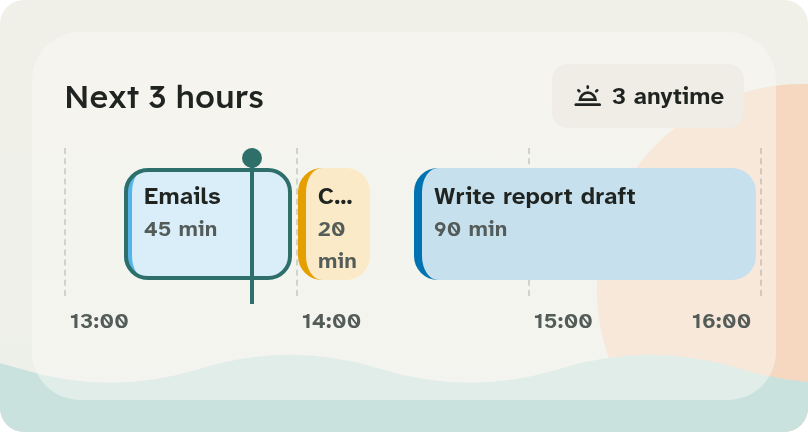 Next 3 hours
3 anytime
Emails
45 min
C...
20
min
Write report draft
90 min
13:00
14:00
15:00
16:00